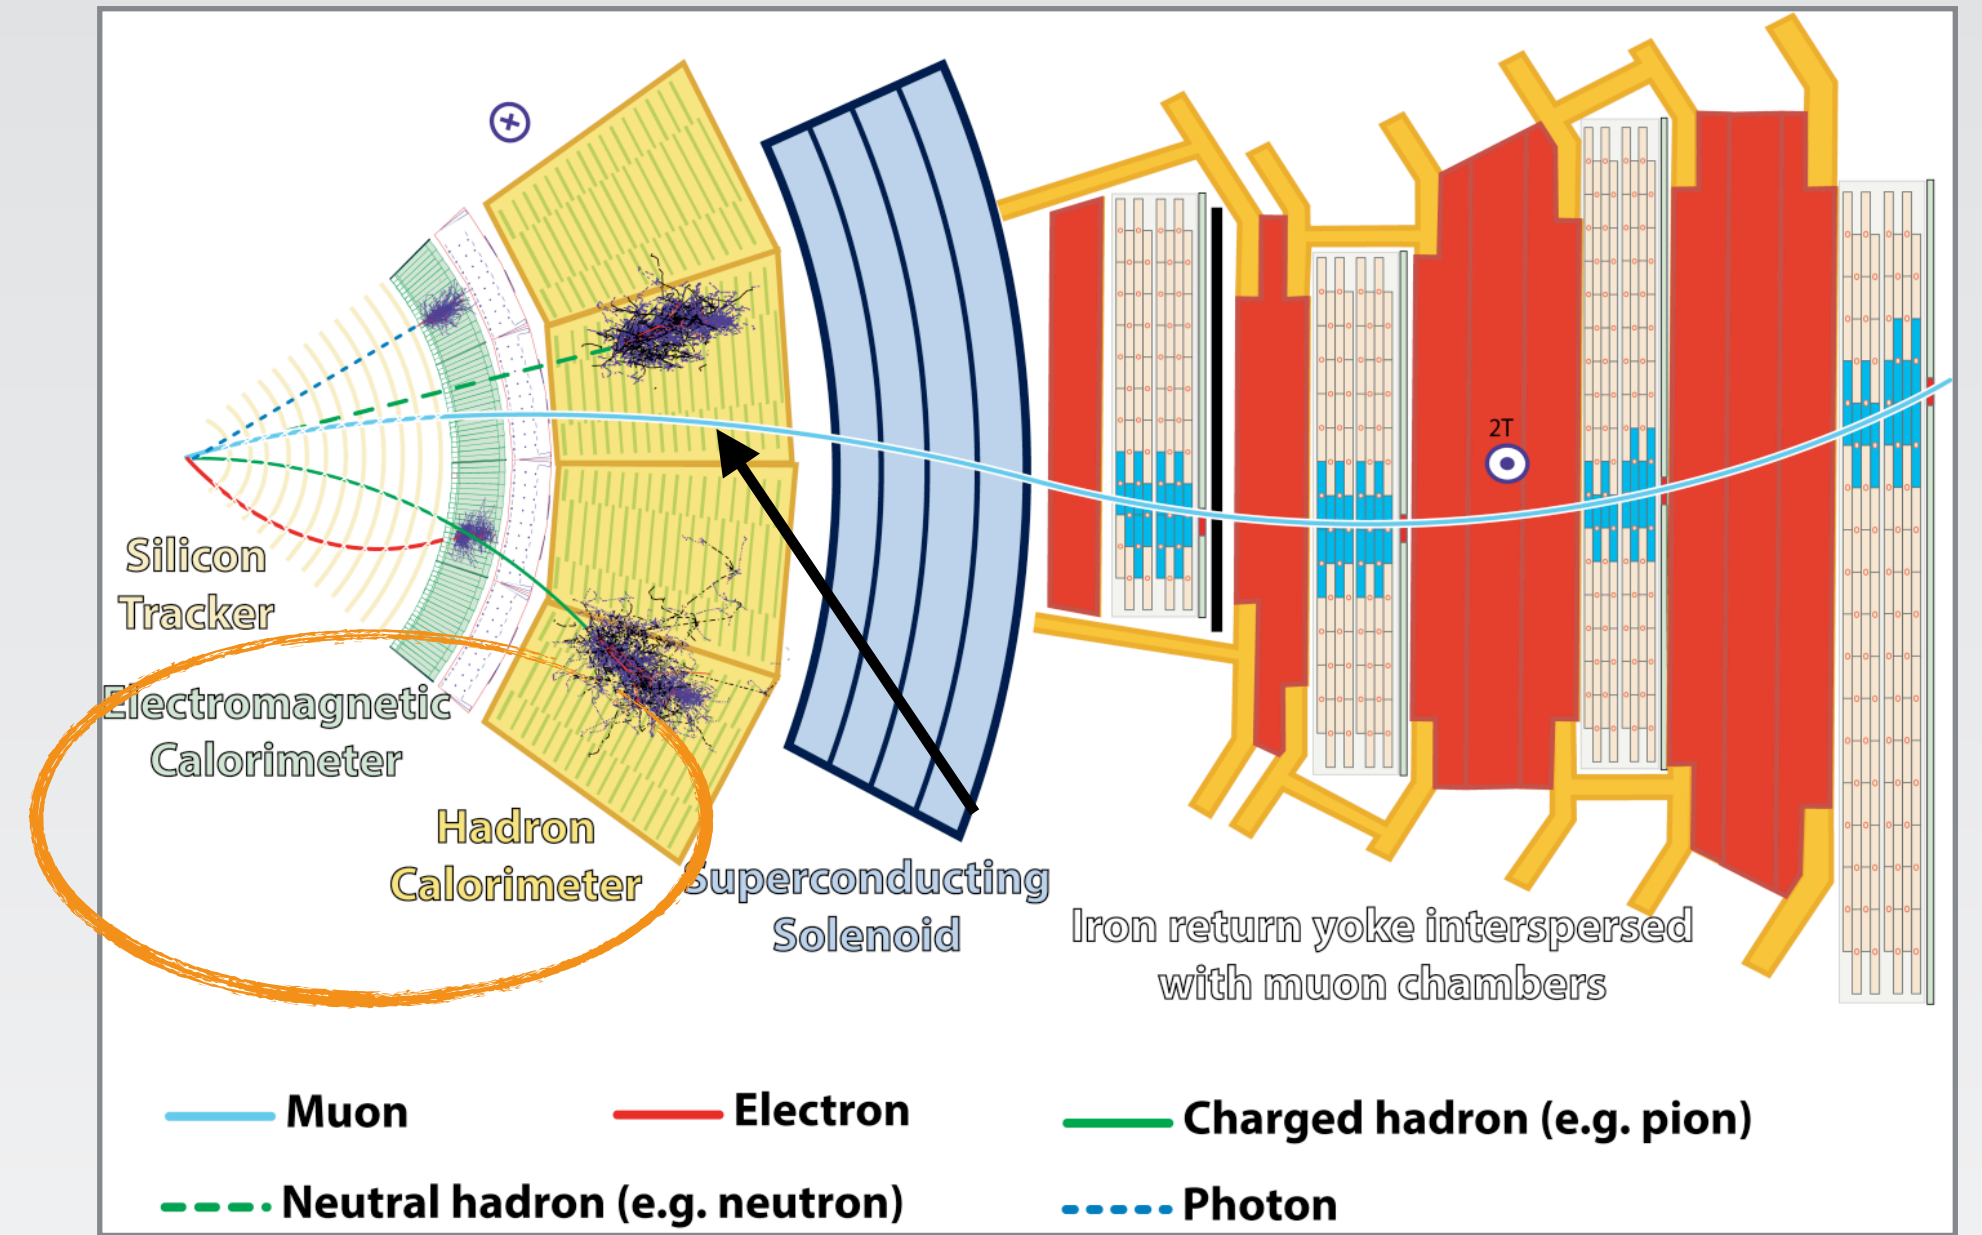 2T
Silicon
Tracker
Electromagnetic
Calorimeter
Hadron
Calorimeter
Superconducting
Solenoid
Iron return yoke interspersed
with muon chambers
Muon
Electron
Charged hadron (e.g. pion)
Neutral hadron (e.g. neutron)
Photon